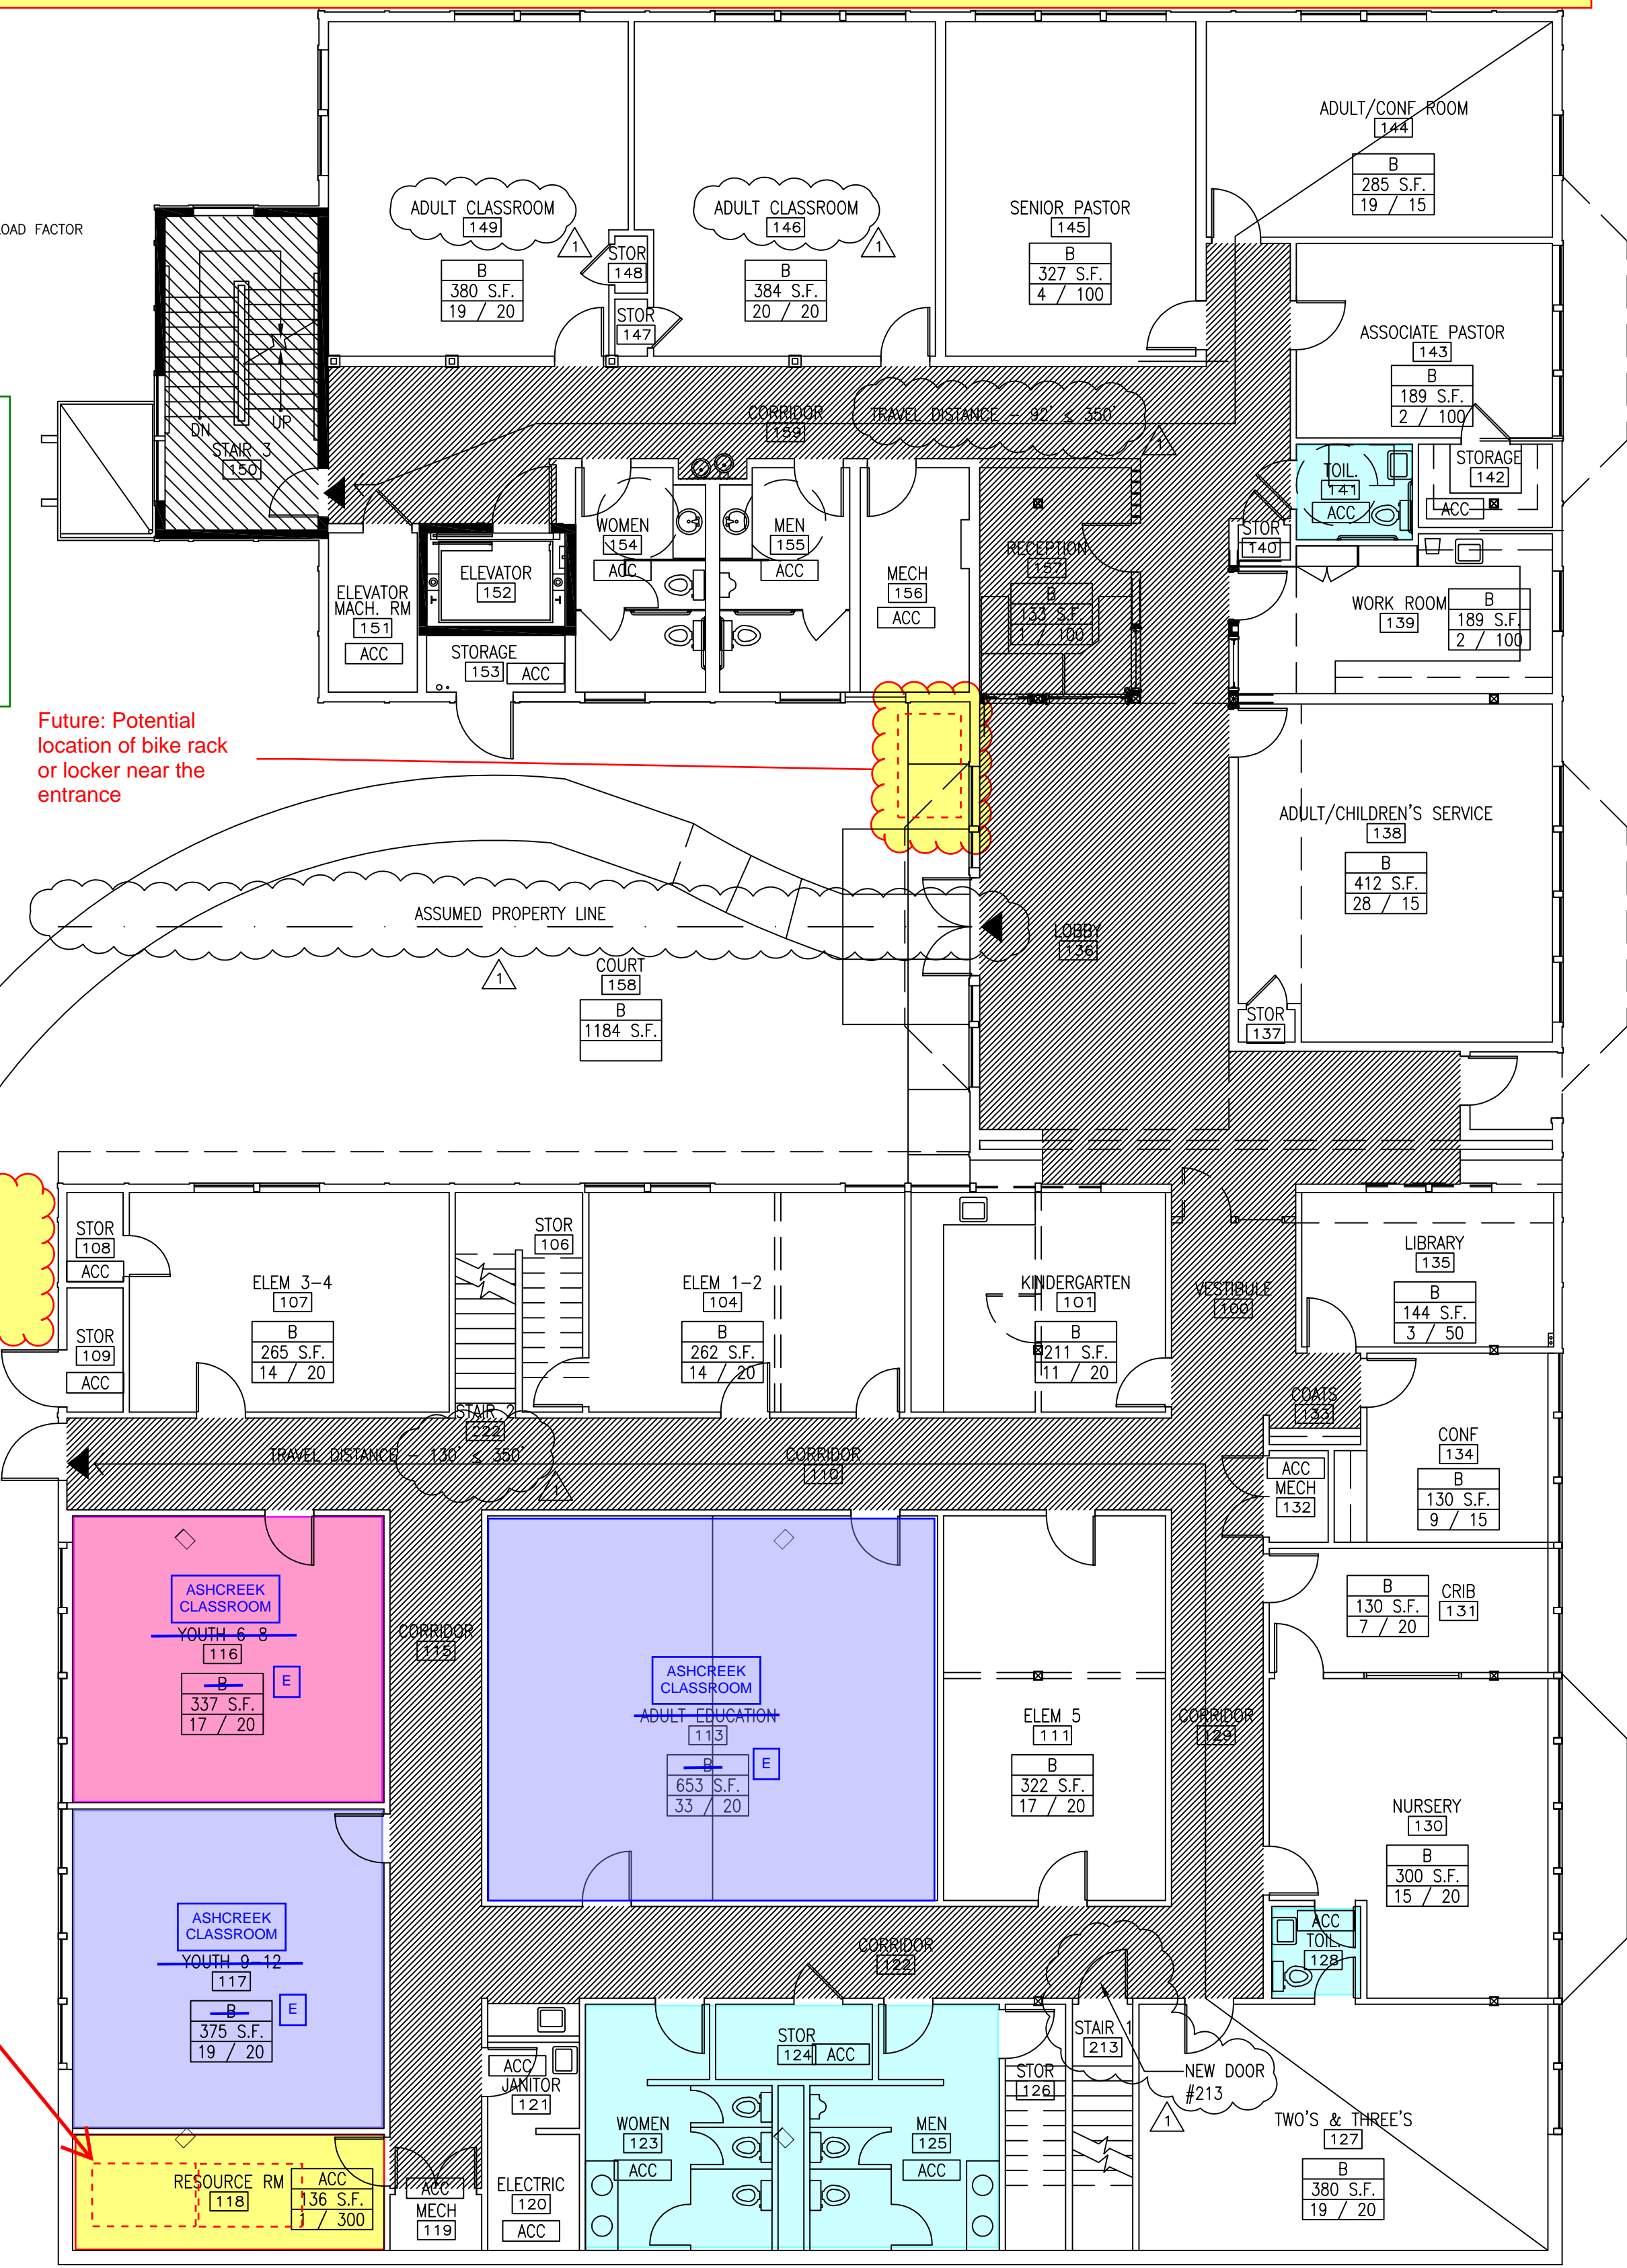 ADULT/CONF ROOM
144
B
285 S.F.
19 / 15
ADULT CLASSROOM
149
1
B
380 S.F.
19 / 20
STOR
148
STOR
147
ADULT CLASSROOM
146
1
B
384 S.F.
20 / 20
SENIOR PASTOR
145
B
327 S.F.
4 / 100
LOAD FACTOR
ASSOCIATE PASTOR
143
B
189 S.F.
2 / 100
DN
UP
STAIR 3
150
CORRIDOR
159
TRAVEL DISTANCE - 92' ≤ 350'
1
TOIL.
141
ACC
STORAGE
142
ACC
STOR
140
WOMEN
154
ACC
MEN
155
ACC
MECH
156
ACC
RECEPTION
157
B
133 S.F
1 / 100
ELEVATOR
152
ELEVATOR
MACH. RM
151
ACC
STORAGE
153
ACC
WORK ROOM
139
B
189 S.F.
2 / 100
Future: Potential
location of bike rack
or locker near the
entrance
ADULT/CHILDREN'S SERVICE
138
B
412 S.F.
28 / 15
ASSUMED PROPERTY LINE
1
LOBBY
136
COURT
158
B
1184 S.F.
STOR
137
STOR
108
ACC
STOR
109
ACC
ELEM 3-4
107
B
265 S.F.
14 / 20
STOR
106
ELEM 1-2
104
B
262 S.F.
14 / 20
KINDERGARTEN
101
B
211 S.F.
11 / 20
VESTIBULE
100
LIBRARY
135
B
144 S.F.
3 / 50
COATS
133
STAIR 2
222
TRAVEL DISTANCE - 130' ≤ 350'
1
CORRIDOR
110
CONF
134
B
130 S.F.
9 / 15
ACC
MECH
132
ASHCREEK
CLASSROOM
YOUTH 6-8
116
B
E
337 S.F.
17 / 20
CORRIDOR
115
ASHCREEK
CLASSROOM
ADULT EDUCATION
113
B
E
653 S.F.
33 / 20
ELEM 5
111
B
322 S.F.
17 / 20
CORRIDOR
129
B
130 S.F.
7 / 20
CRIB
131
NURSERY
130
B
300 S.F.
15 / 20
ASHCREEK
CLASSROOM
YOUTH 9-12
117
B
E
375 S.F.
19 / 20
CORRIDOR
122
ACC
TOIL.
128
STAIR 1
213
NEW DOOR
#213
1
STOR
124
ACC
ACC
JANITOR
121
STOR
126
WOMEN
123
ACC
MEN
125
ACC
TWO'S & THREE'S
127
B
380 S.F.
19 / 20
RESOURCE RM
118
ACC
136 S.F.
1 / 300
ACC
MECH
119
ELECTRIC
120
ACC